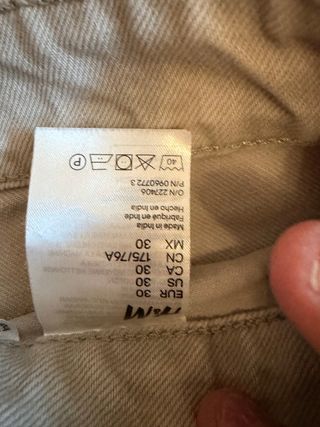 H&M
EUR 30
US 30
CA 30
CN 175/76A
MX 30
Made in India
Fabriqué en Inde
Hecho en India
O/N 227406
P/N 0960772 3
40 P